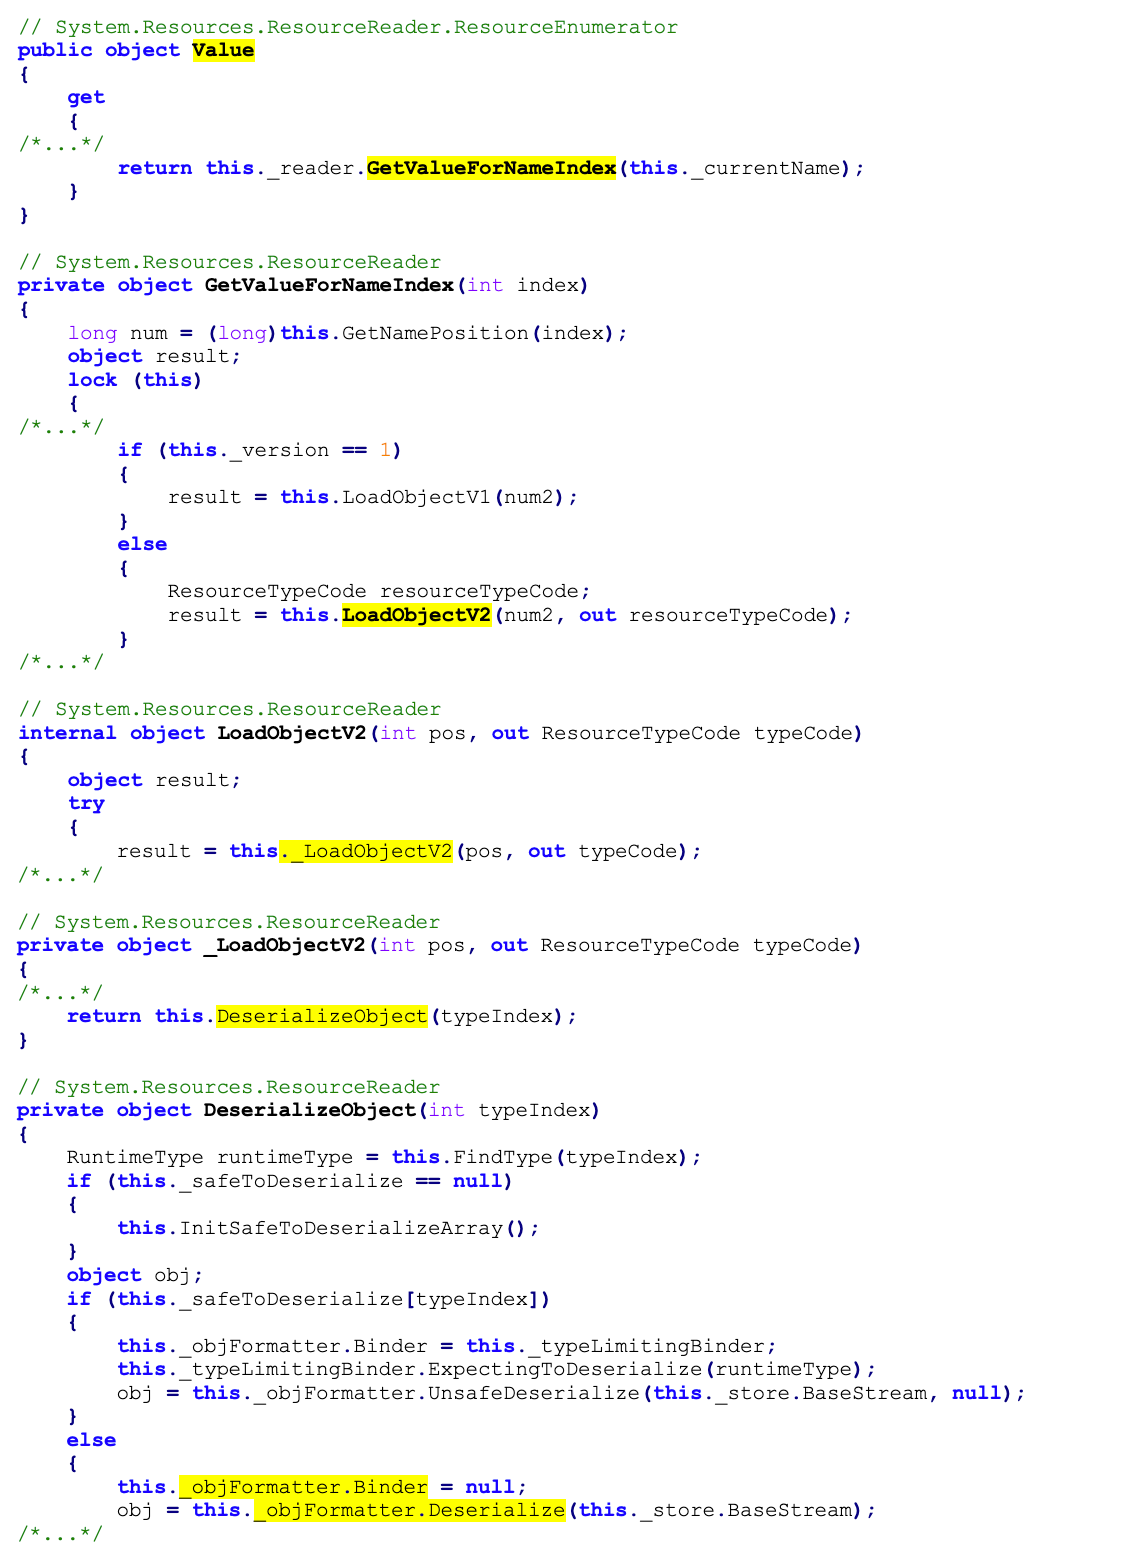 // System.Resources.ResourceReader.ResourceEnumerator
public object Value
{
    get
    {
/*...*/
        return this._reader.GetValueForNameIndex(this._currentName);
    }
}

// System.Resources.ResourceReader
private object GetValueForNameIndex(int index)
{
    long num = (long)this.GetNamePosition(index);
    object result;
    lock (this)
    {
/*...*/
        if (this._version == 1)
        {
            result = this.LoadObjectV1(num2);
        }
        else
        {
            ResourceTypeCode resourceTypeCode;
            result = this.LoadObjectV2(num2, out resourceTypeCode);
        }
/*...*/

// System.Resources.ResourceReader
internal object LoadObjectV2(int pos, out ResourceTypeCode typeCode)
{
    object result;
    try
    {
        result = this._LoadObjectV2(pos, out typeCode);
/*...*/

// System.Resources.ResourceReader
private object _LoadObjectV2(int pos, out ResourceTypeCode typeCode)
{
/*...*/
    return this.DeserializeObject(typeIndex);
}

// System.Resources.ResourceReader
private object DeserializeObject(int typeIndex)
{
    RuntimeType runtimeType = this.FindType(typeIndex);
    if (this._safeToDeserialize == null)
    {
        this.InitSafeToDeserializeArray();
    }
    object obj;
    if (this._safeToDeserialize[typeIndex])
    {
        this._objFormatter.Binder = this._typeLimitingBinder;
        this._typeLimitingBinder.ExpectingToDeserialize(runtimeType);
        obj = this._objFormatter.UnsafeDeserialize(this._store.BaseStream, null);
    }
    else
    {
        this._objFormatter.Binder = null;
        obj = this._objFormatter.Deserialize(this._store.BaseStream);
/*...*/